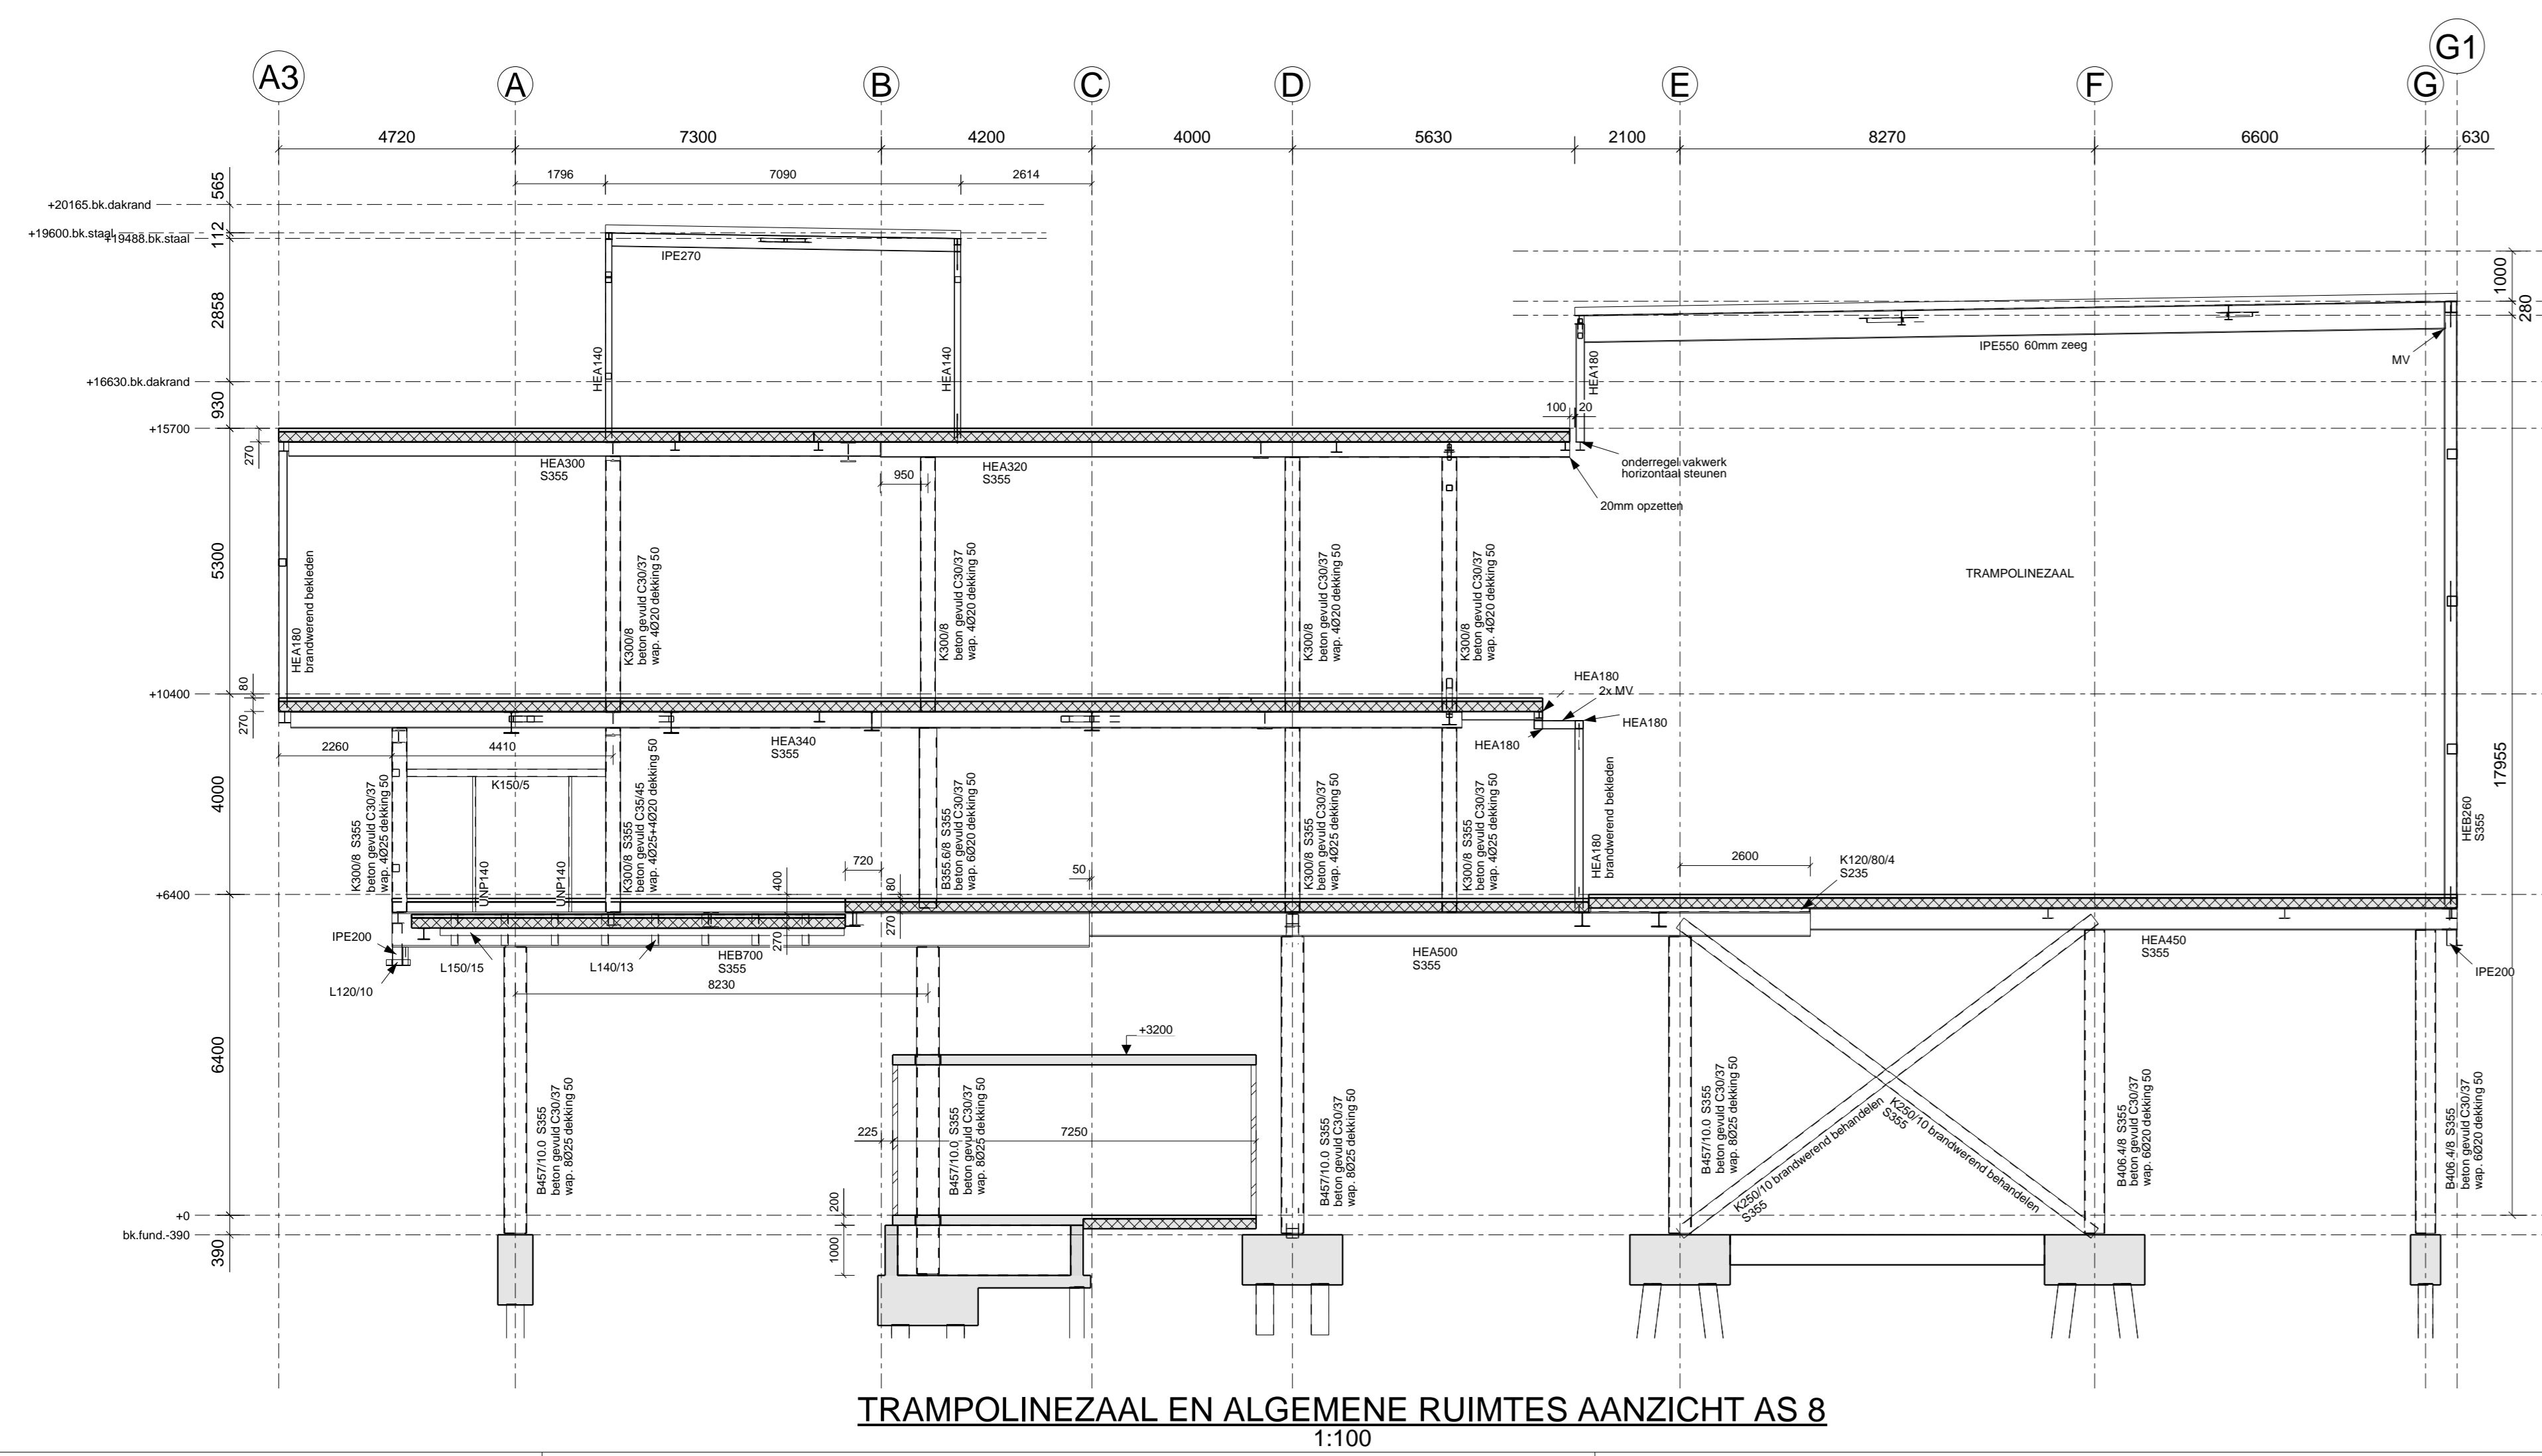 A3
A
B
C
D
E
F
G
G1
4720
7300
4200
4000
5630
2100
8270
6600
630
1796
7090
2614
565
112
2858
930
5300
4000
6400
390
+20165.bk.dakrand
+19600.bk.staal
+19488.bk.staal
+16630.bk.dakrand
+15700
+10400
+6400
+0
bk.fund.-390
IPE270
HEA140
HEA140
270
HEA300
S355
950
HEA320
S355
100
20
HEA180
IPE550 60mm zeeg
MV
1000
280
onderregel vakwerk
horizontaal steunen
20mm opzetten
HEA180
brandwerend bekleden
K300/8
beton gevuld C30/37
wap. 4Ø20 dekking 50
K300/8
beton gevuld C30/37
wap. 4Ø20 dekking 50
K300/8
beton gevuld C30/37
wap. 4Ø20 dekking 50
K300/8
beton gevuld C30/37
wap. 4Ø20 dekking 50
TRAMPOLINEZAAL
80
270
2260
4410
HEA340
S355
HEA180
2x MV
HEA180
HEA180
K150/5
UNP140
UNP140
K300/8 S355
beton gevuld C30/37
wap. 4Ø25 dekking 50
K300/8 S355
beton gevuld C35/45
wap. 4Ø25+4Ø20 dekking 50
B355.6/8 S355
beton gevuld C30/37
wap. 6Ø20 dekking 50
K300/8 S355
beton gevuld C30/37
wap. 4Ø25 dekking 50
K300/8 S355
beton gevuld C30/37
wap. 4Ø25 dekking 50
HEA180
brandwerend bekleden
HEB260
S355
17955
720
400
270
80
270
50
2600
K120/80/4
S235
IPE200
L120/10
L150/15
L140/13
HEB700
S355
8230
HEA500
S355
HEA450
S355
IPE200
+3200
225
7250
200
1000
B457/10.0 S355
beton gevuld C30/37
wap. 8Ø25 dekking 50
B457/10.0 S355
beton gevuld C30/37
wap. 8Ø25 dekking 50
B457/10.0 S355
beton gevuld C30/37
wap. 8Ø25 dekking 50
B457/10.0 S355
beton gevuld C30/37
wap. 8Ø25 dekking 50
K250/10 brandwerend behandelen
S355
K250/10 brandwerend behandelen
S355
B406.4/8 S355
beton gevuld C30/37
wap. 6Ø20 dekking 50
B406.4/8 S355
beton gevuld C30/37
wap. 6Ø20 dekking 50
TRAMPOLINEZAAL EN ALGEMENE RUIMTES AANZICHT AS 8
1:100